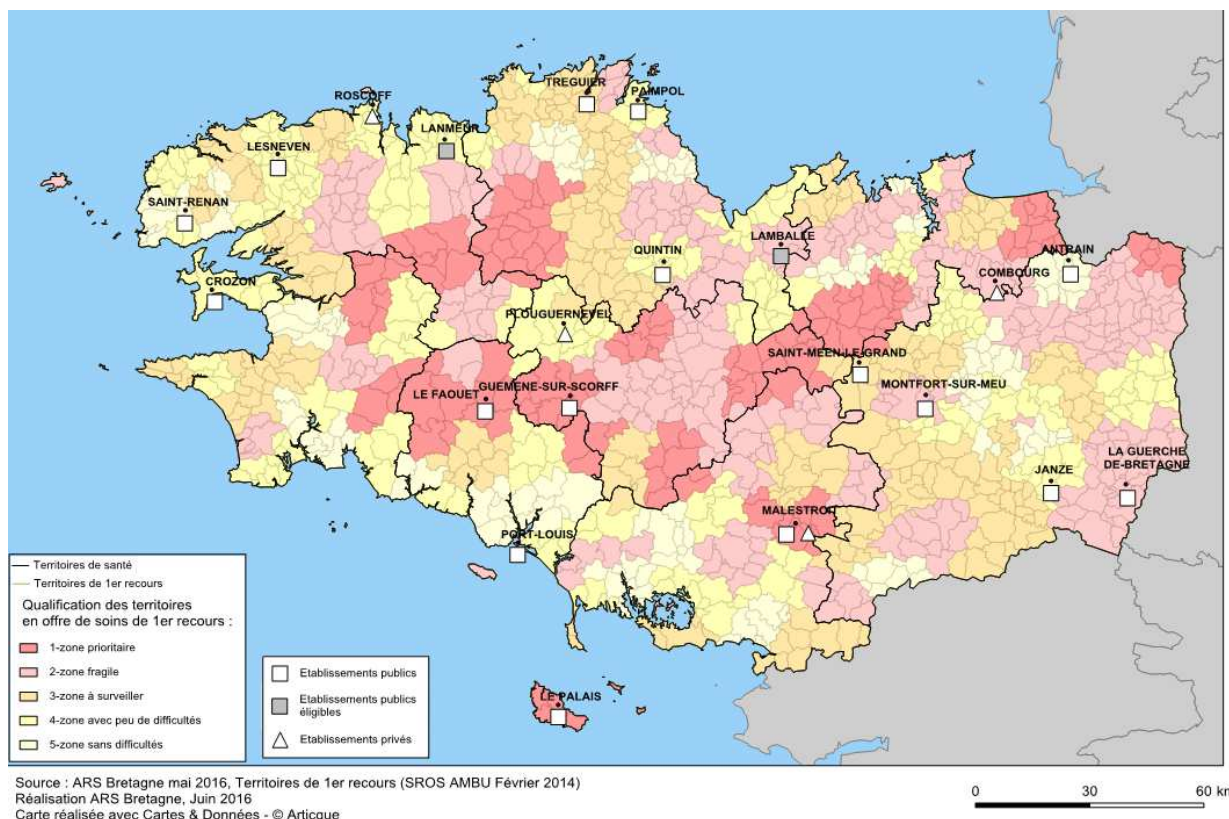 TREGUIER
PAIMPOL
ROSCOFF
LANMEUR
LESNEVEN
SAINT-RENAN
QUINTIN
LAMBALLE
ANTRAIN
COMBOURG
CROZON
PLOUGUERNEVEL
SAINT-MEEN-LE-GRAND
LE FAOUET
GUEMENE-SUR-SCORFF
MONTFORT-SUR-MEU
LA GUERCHE
DE-BRETAGNE
JANZE
MALESTROIT
PORT-LOUIS
LE PALAIS
Territoires de santé
Territoires de 1er recours
Qualification des territoires
en offre de soins de 1er recours :
1-zone prioritaire
2-zone fragile
3-zone à surveiller
4-zone avec peu de difficultés
5-zone sans difficultés
Etablissements publics
Etablissements publics
éligibles
Etablissements privés
Source : ARS Bretagne mai 2016, Territoires de 1er recours (SROS AMBU Février 2014)
Réalisation ARS Bretagne, Juin 2016
Carte réalisée avec Cartes & Données - © Articque
0 30 60 km